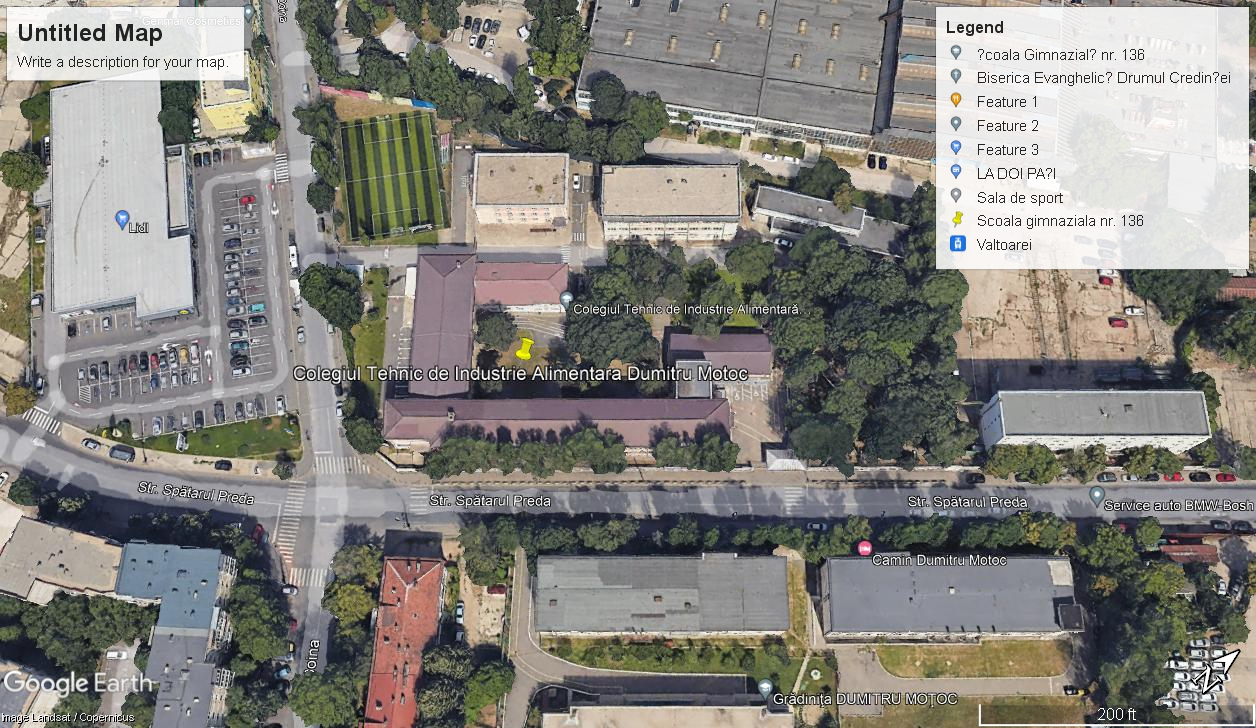 Untitled Map
Write a description for your map.
Legend
?coala Gimnazial? nr. 136
Biserica Evanghelic? Drumul Credin?ei
Feature 1
Feature 2
Feature 3
LA DOI PA?I
Sala de sport
Scoala gimnaziala nr. 136
Valtoarei
Lidl
Colegiul Tehnic de Industrie Alimentară...
Colegiul Tehnic de Industrie Alimentara Dumitru Motoc
Str. Spătarul Preda
Str. Spătarul Preda
Str. Spătarul Preda
Service auto BMW-Bosh
Camin Dumitru Motoc
Grădinița DUMITRU MOȚOC
Google Earth
Image Landsat / Copernicus
200 ft